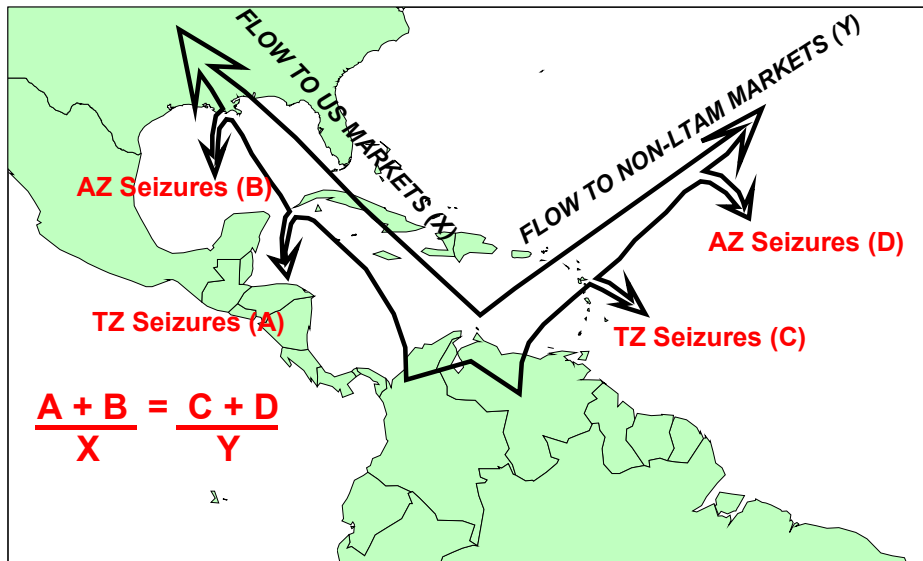 FLOW TO US MARKETS (X)
FLOW TO NON-LTAM MARKETS (Y)
AZ Seizures (B)
AZ Seizures (D)
TZ Seizures (A)
TZ Seizures (C)
A + B = C + D
X Y